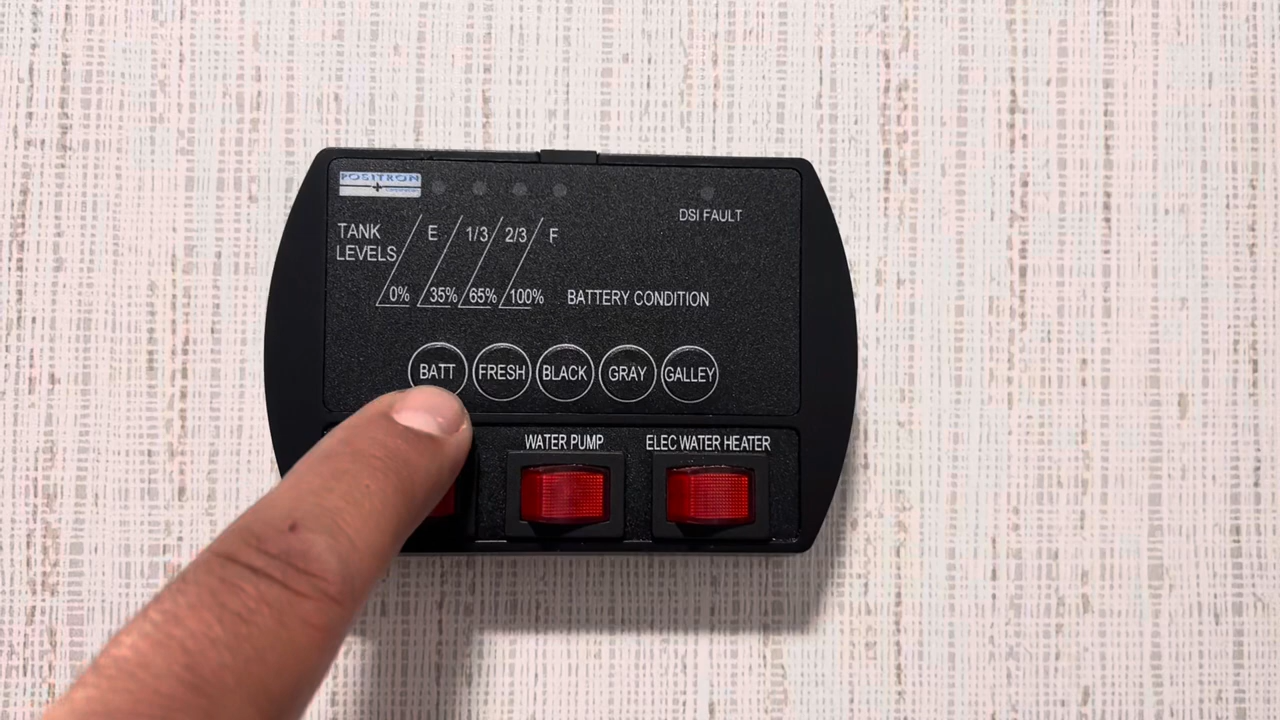 POSITRON
DSI FAULT
TANK LEVELS
E 1/3 2/3 F
0% 35% 65% 100%
BATTERY CONDITION
BATT FRESH BLACK GRAY GALLEY
WATER PUMP
ELEC WATER HEATER